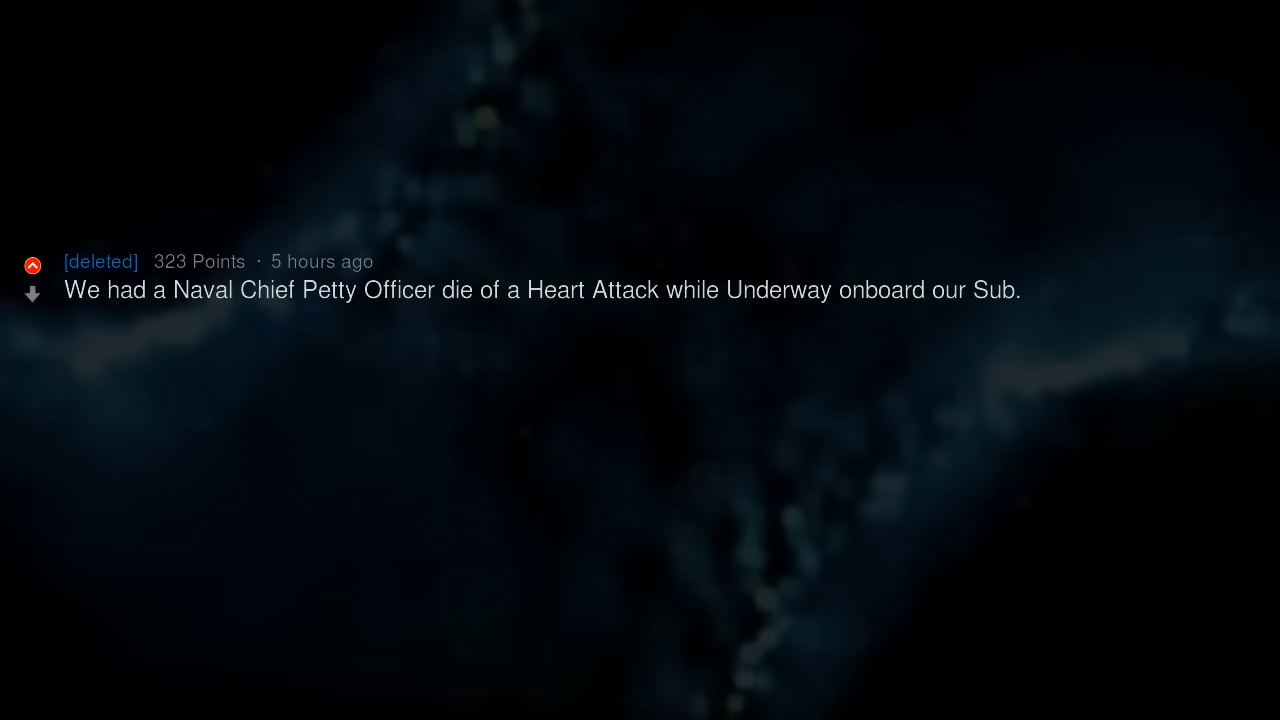 [deleted] 323 Points · 5 hours ago
We had a Naval Chief Petty Officer die of a Heart Attack while Underway onboard our Sub.